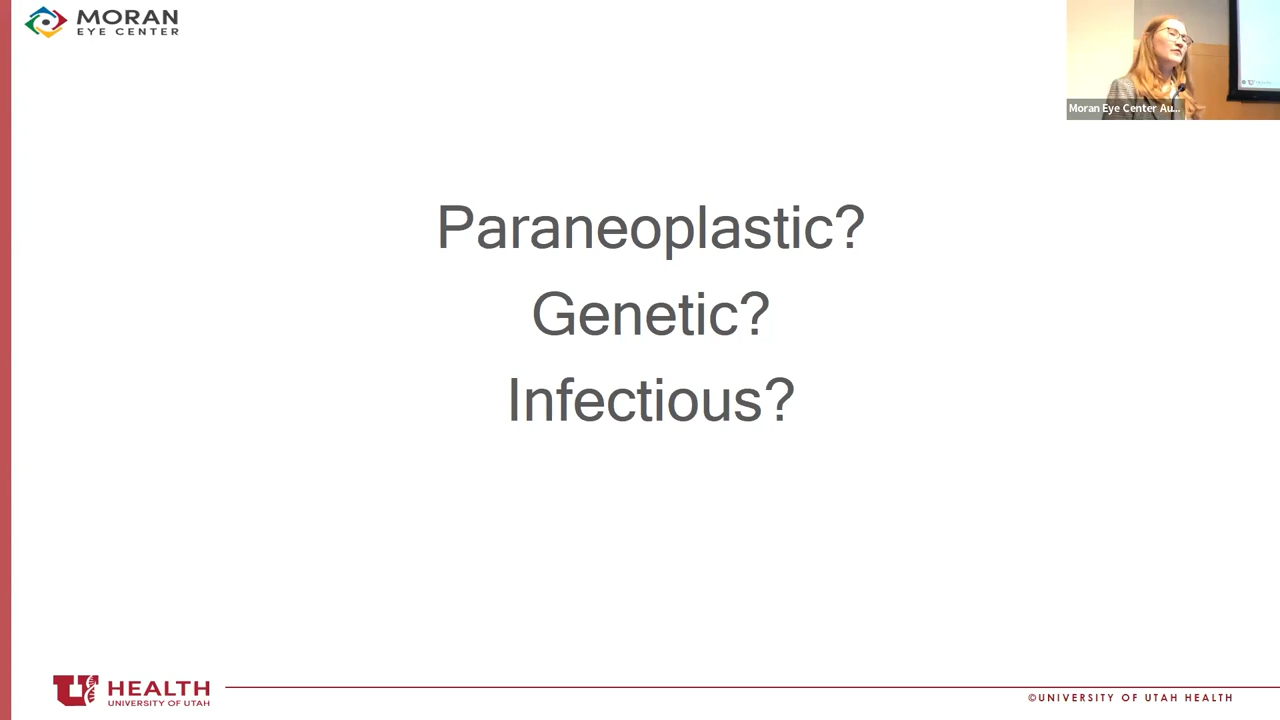 MORAN
EYE CENTER
Moran Eye Center Au...
Paraneoplastic?
Genetic?
Infectious?
U HEALTH
UNIVERSITY OF UTAH
©UNIVERSITY OF UTAH HEALTH